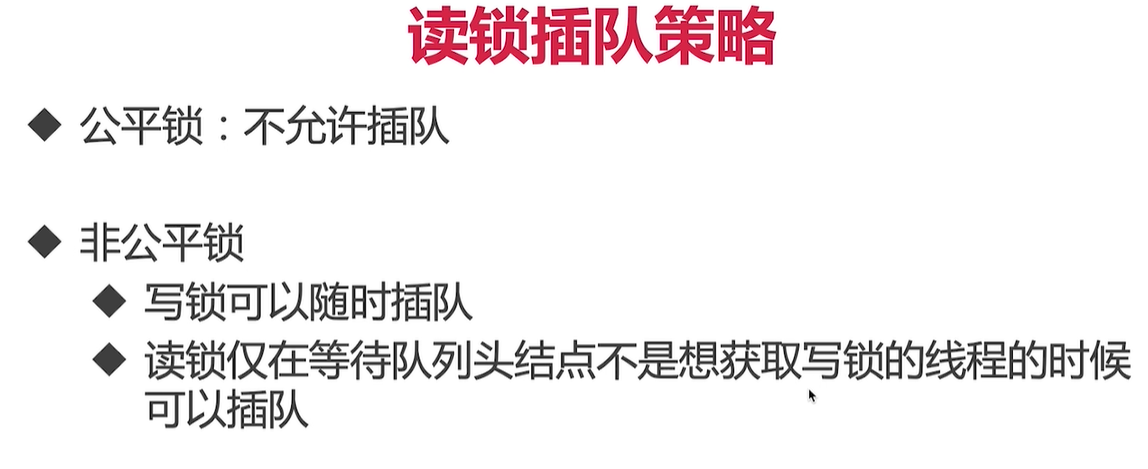 读锁插队策略
◆ 公平锁：不允许插队
◆ 非公平锁
◆ 写锁可以随时插队
◆ 读锁仅在等待队列头结点不是想获取写锁的线程的时候
可以插队